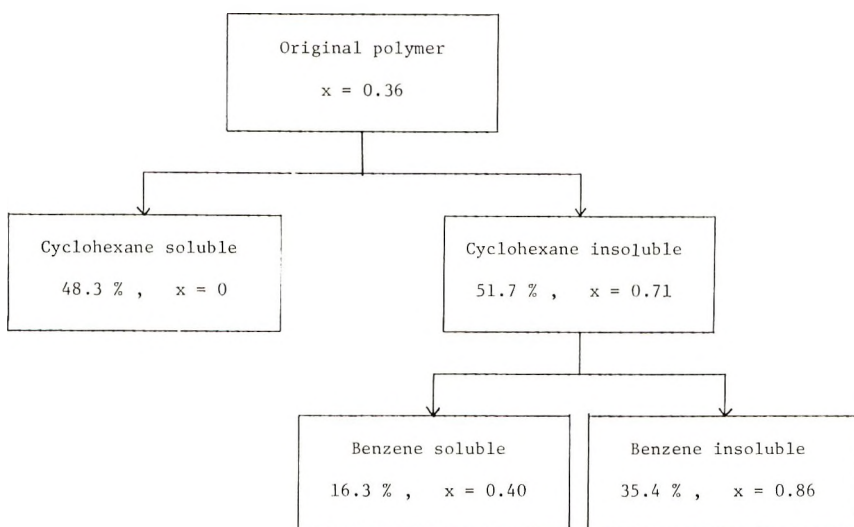 Original polymer
x = 0.36
Cyclohexane soluble
48.3 % , x = 0
Cyclohexane insoluble
51.7 % , x = 0.71
Benzene soluble
16.3 % , x = 0.40
Benzene insoluble
35.4 % , x = 0.86